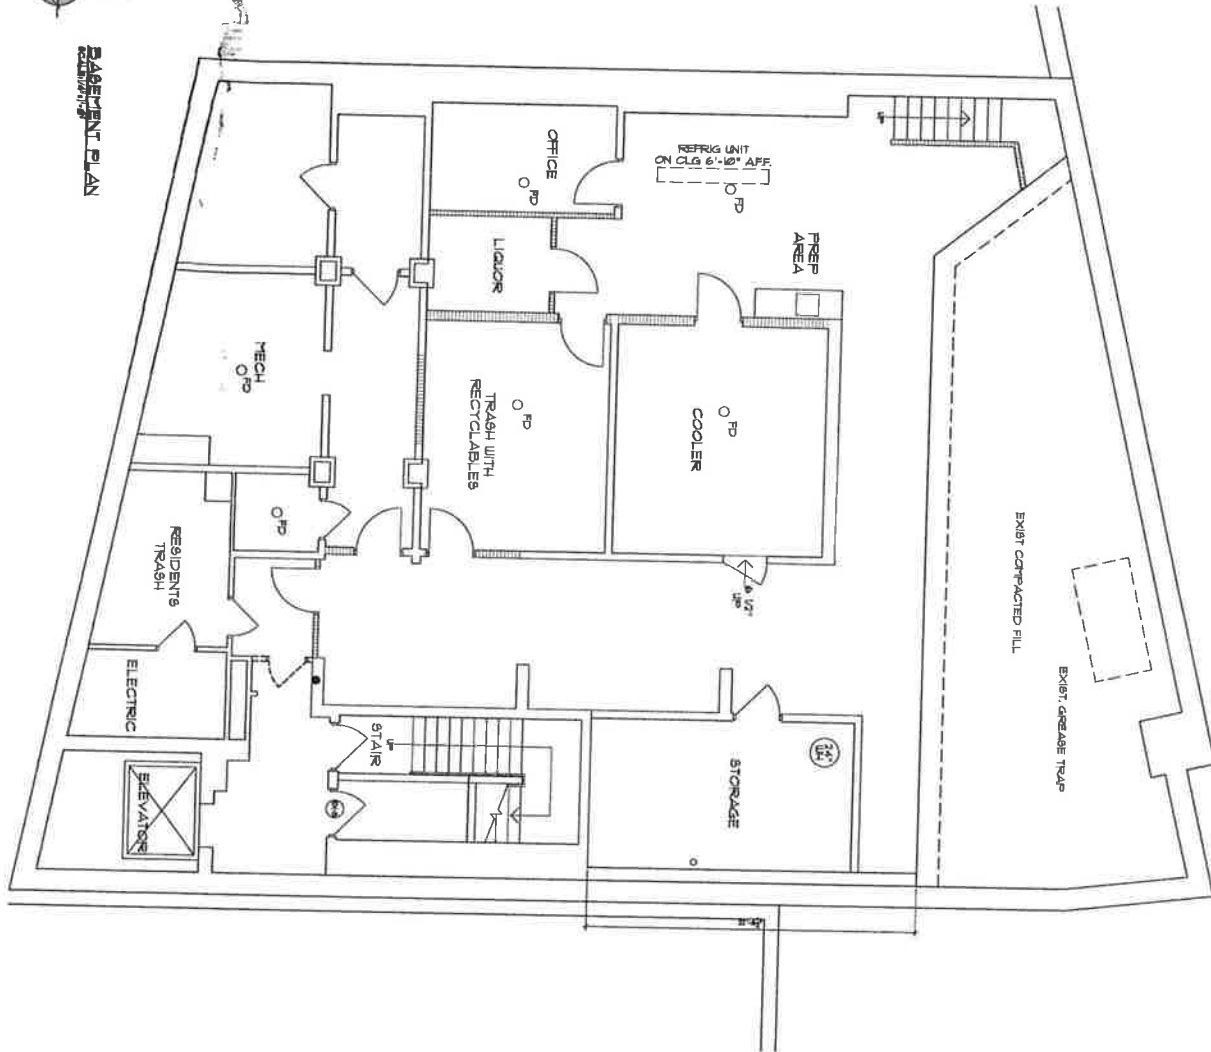 BASEMENT PLAN
OFFICE
FD
REFRIG UNIT
ON CLG 6'-10" A.F.F.
FD
UP
LIQUOR
PREP
AREA
MECH
FD
TRASH WITH
RECYCLABLES
FD
COOLER
FD
FD
RESIDENTS
TRASH
UP
EXIST COMPACTED FILL
EXIST. GREASE TRAP
ELECTRIC
STAIR
UP
ELEVATOR
STORAGE